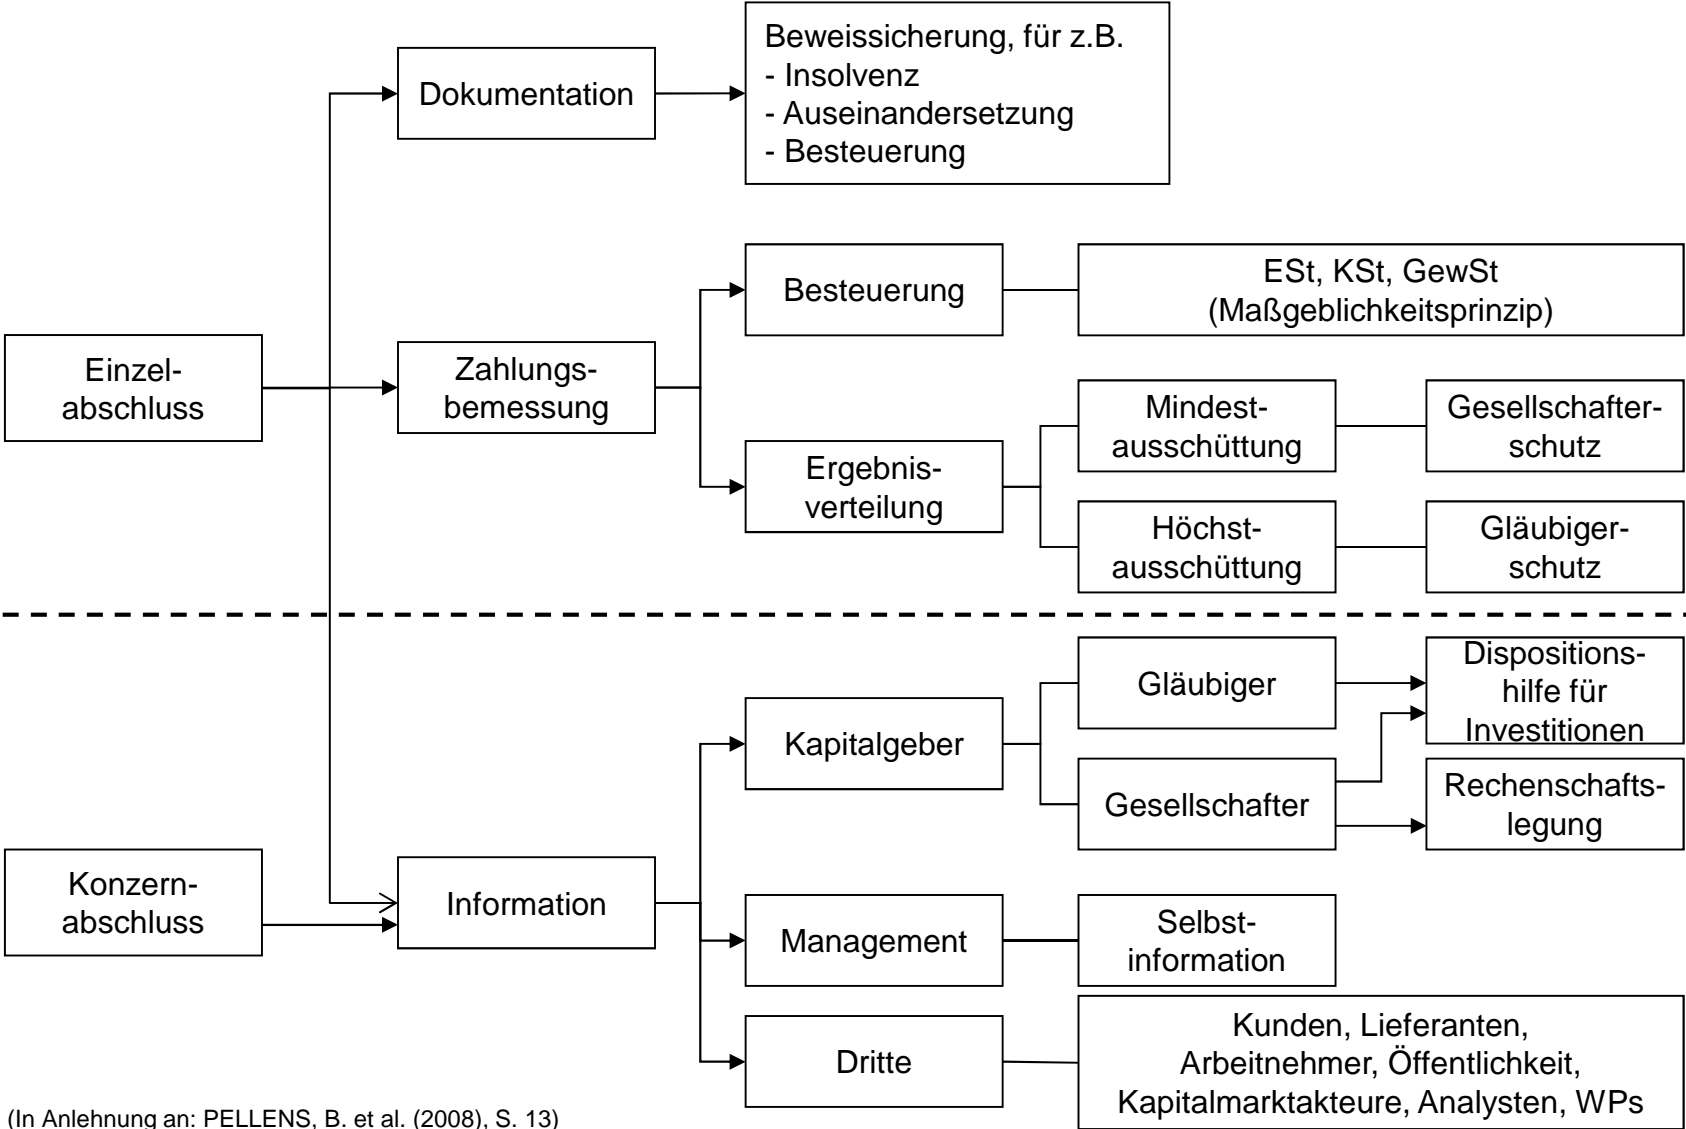 Beweissicherung, für z.B.
- Insolvenz
- Auseinandersetzung
- Besteuerung
Dokumentation
Besteuerung
ESt, KSt, GewSt
(Maßgeblichkeitsprinzip)
Einzel-
abschluss
Zahlungs-
bemessung
Mindest-
ausschüttung
Gesellschafter-
schutz
Ergebnis-
verteilung
Höchst-
ausschüttung
Gläubiger-
schutz
Gläubiger
Dispositions-
hilfe für
Investitionen
Kapitalgeber
Gesellschafter
Rechenschafts-
legung
Konzern-
abschluss
Information
Management
Selbst-
information
Dritte
Kunden, Lieferanten,
Arbeitnehmer, Öffentlichkeit,
Kapitalmarktakteure, Analysten, WPs
(In Anlehnung an: PELLENS, B. et al. (2008), S. 13)